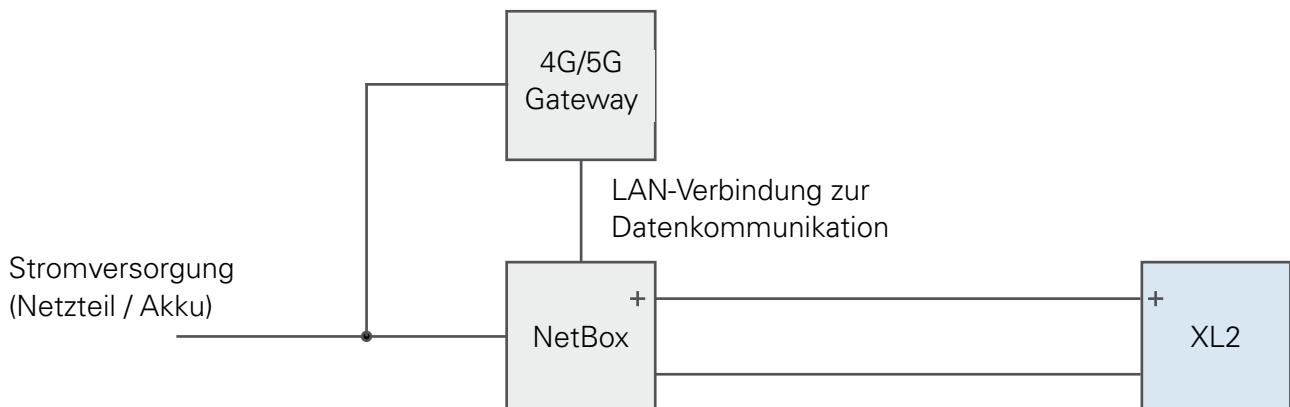 4G/5G
Gateway
LAN-Verbindung zur
Datenkommunikation
Stromversorgung
(Netzteil / Akku)
+
+
NetBox
XL2